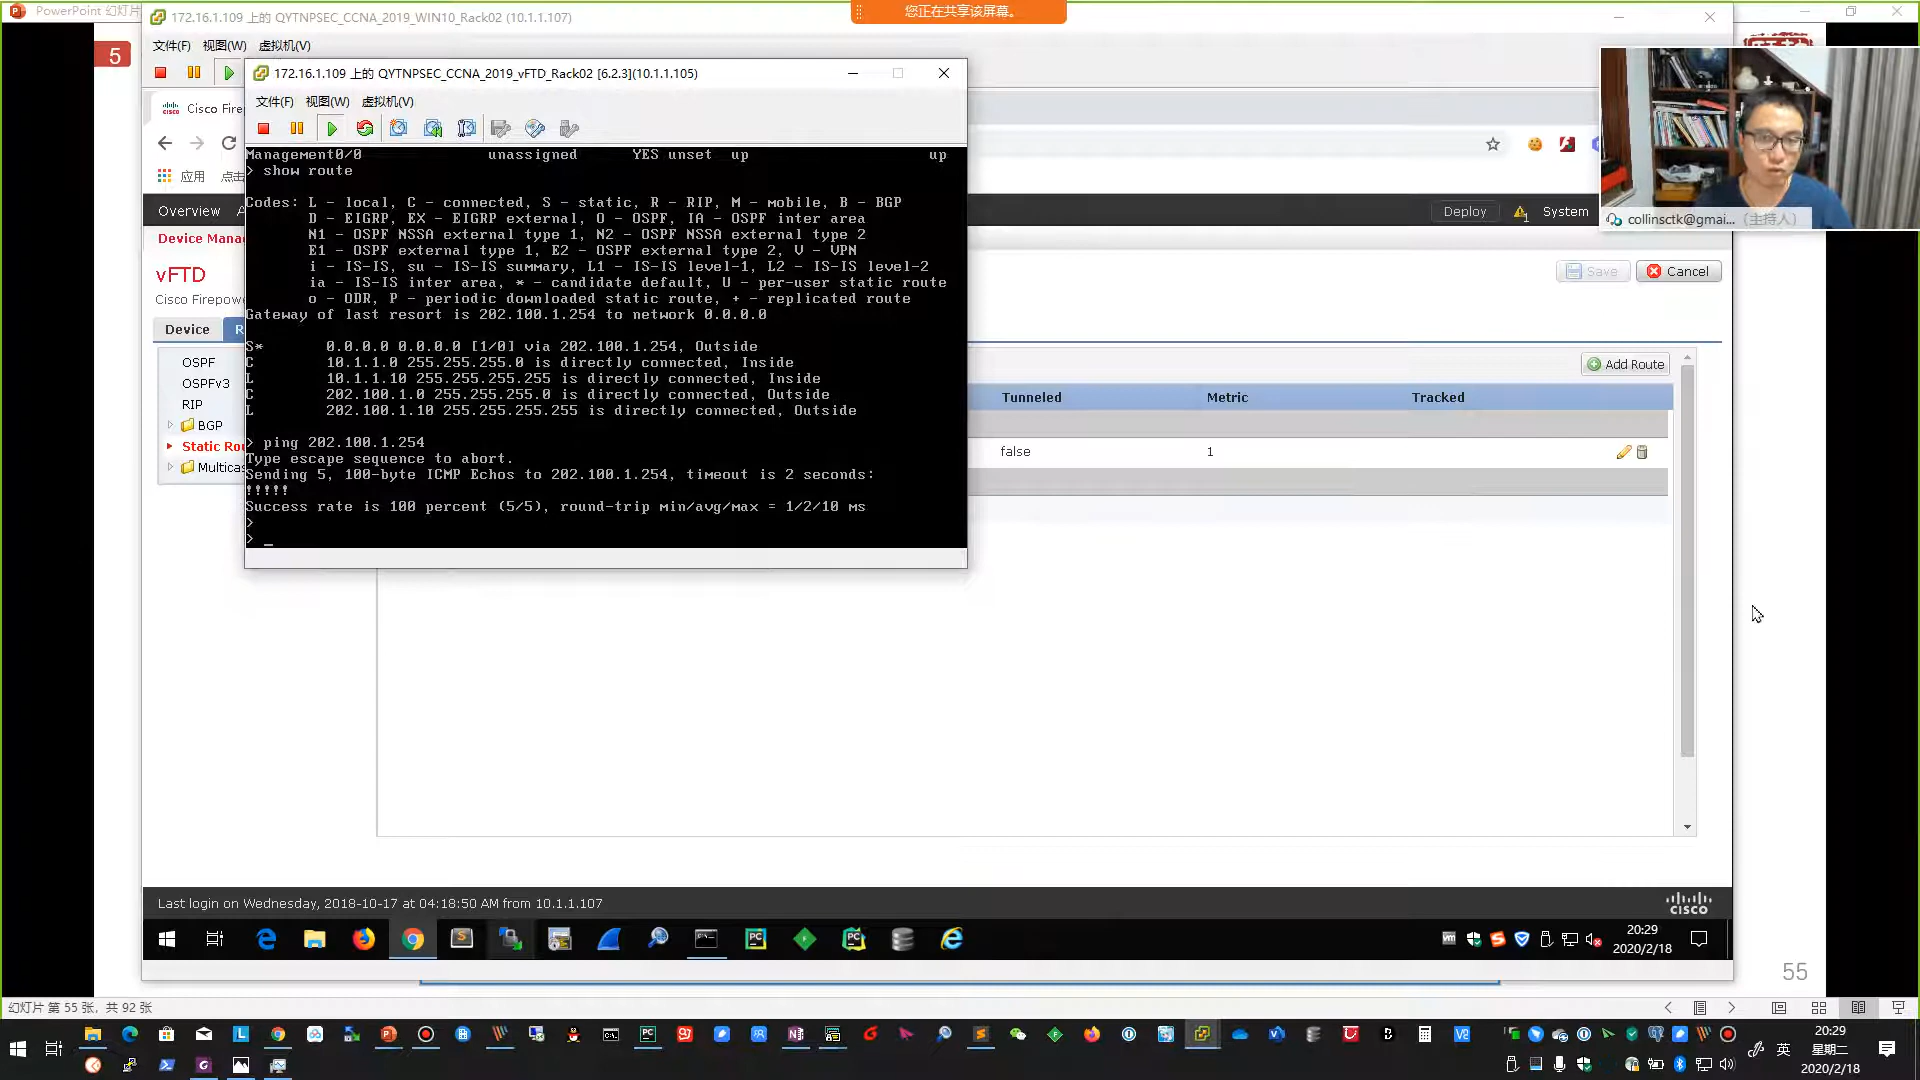 PowerPoint 幻灯片
172.16.1.109 上的 QYTNPSEC_CCNA_2019_WIN10_Rack02 (10.1.1.107)
您正在共享该屏幕。
5
文件(F) 视图(W) 虚拟机(V)
172.16.1.109 上的 QYTNPSEC_CCNA_2019_vFTD_Rack02 [6.2.3](10.1.1.105)
文件(F) 视图(W) 虚拟机(V)
Cisco Fire
应用 点击
Overview A
Deploy 1 System
Device Mana
vFTD
Cisco Firepowe
Save Cancel
Device R
OSPF
OSPFv3
RIP
BGP
Static Ro
Multicas
Add Route
Tunneled Metric Tracked
false 1
Management0/0 unassigned YES unset up up
> show route
Codes: L - local, C - connected, S - static, R - RIP, M - mobile, B - BGP
D - EIGRP, EX - EIGRP external, O - OSPF, IA - OSPF inter area
N1 - OSPF NSSA external type 1, N2 - OSPF NSSA external type 2
E1 - OSPF external type 1, E2 - OSPF external type 2, V - VPN
i - IS-IS, su - IS-IS summary, L1 - IS-IS level-1, L2 - IS-IS level-2
ia - IS-IS inter area, * - candidate default, U - per-user static route
o - ODR, P - periodic downloaded static route, + - replicated route
Gateway of last resort is 202.100.1.254 to network 0.0.0.0
S* 0.0.0.0 0.0.0.0 [1/0] via 202.100.1.254, Outside
C 10.1.1.0 255.255.255.0 is directly connected, Inside
L 10.1.1.10 255.255.255.255 is directly connected, Inside
C 202.100.1.0 255.255.255.0 is directly connected, Outside
L 202.100.1.10 255.255.255.255 is directly connected, Outside
> ping 202.100.1.254
Type escape sequence to abort.
Sending 5, 100-byte ICMP Echos to 202.100.1.254, timeout is 2 seconds:
!!!!!
Success rate is 100 percent (5/5), round-trip min/avg/max = 1/2/10 ms
>
> _
collinsctk@gmai... (主持人)
Last login on Wednesday, 2018-10-17 at 04:18:50 AM from 10.1.1.107
CISCO
20:29
2020/2/18
55
幻灯片 第 55 张，共 92 张
英
20:29
星期二
2020/2/18